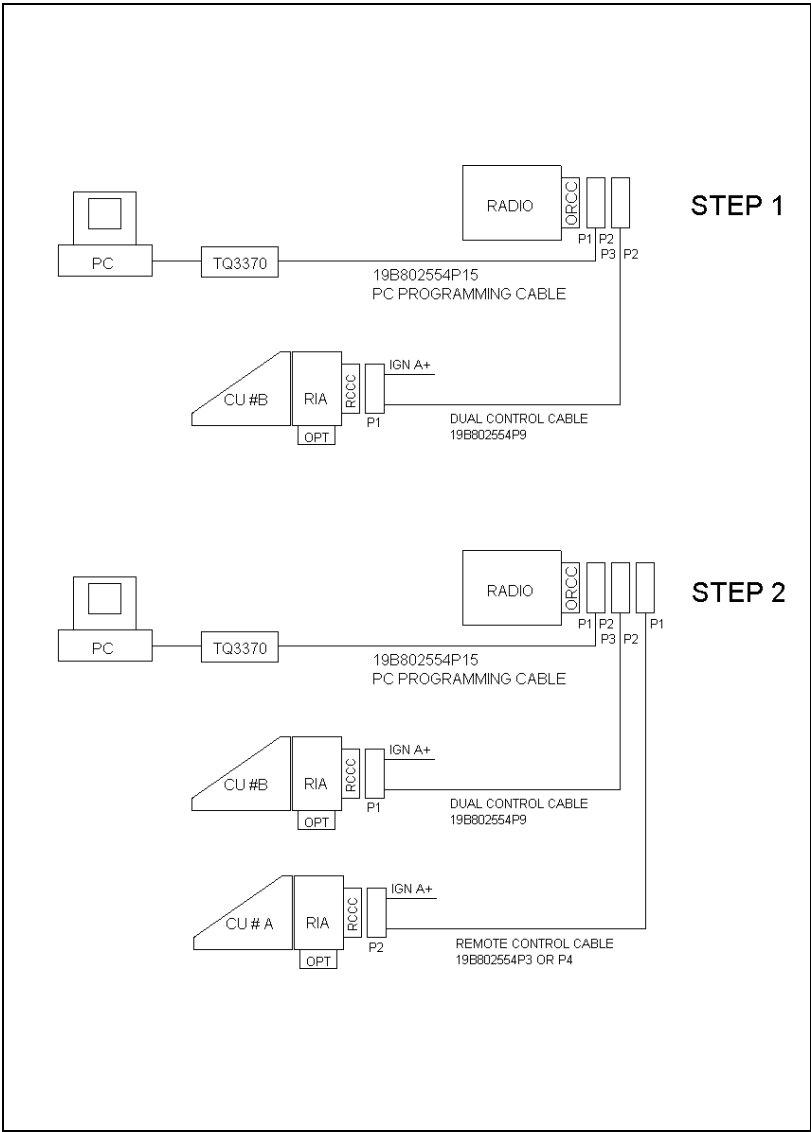 RADIO
ORCC
STEP 1
P1 P2
P3 P2
PC
TQ3370
19B802554P15
PC PROGRAMMING CABLE
IGN A+
CU #B
RIA
RCCC
P1
OPT
DUAL CONTROL CABLE
19B802554P9
RADIO
ORCC
STEP 2
P1 P2 P1
P3 P2
PC
TQ3370
19B802554P15
PC PROGRAMMING CABLE
IGN A+
CU #B
RIA
RCCC
P1
OPT
DUAL CONTROL CABLE
19B802554P9
IGN A+
CU # A
RIA
RCCC
P2
OPT
REMOTE CONTROL CABLE
19B802554P3 OR P4